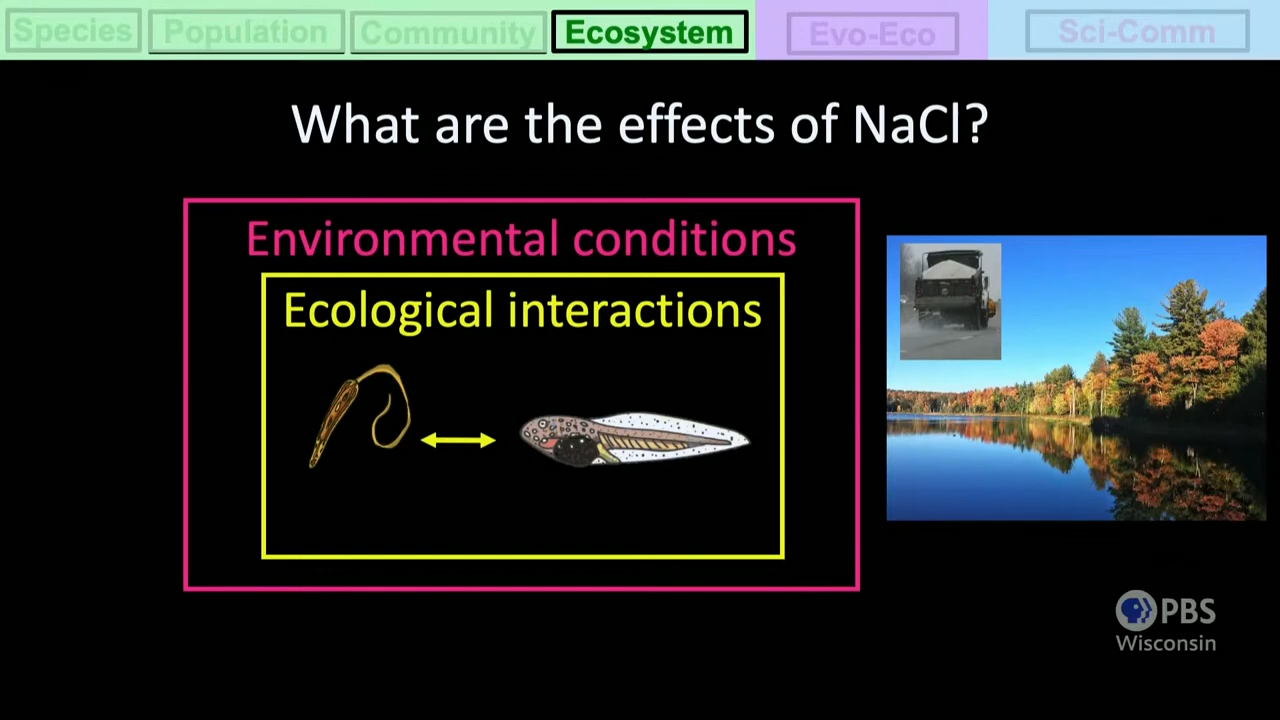 Species Population Community Ecosystem Evo-Eco Sci-Comm
What are the effects of NaCl?
Environmental conditions
Ecological interactions
PBS
Wisconsin